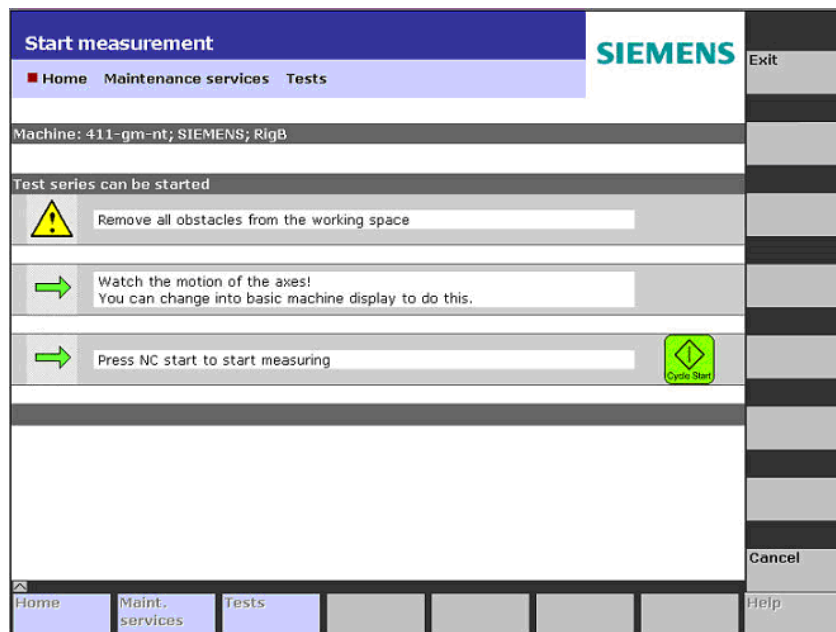 Start measurement
SIEMENS
Exit
Home Maintenance services Tests
Machine: 411-gm-nt; SIEMENS; RigB
Test series can be started
Remove all obstacles from the working space
Watch the motion of the axes!
You can change into basic machine display to do this.
Press NC start to start measuring
Cycle Start
Cancel
Home Maint. services Tests Help